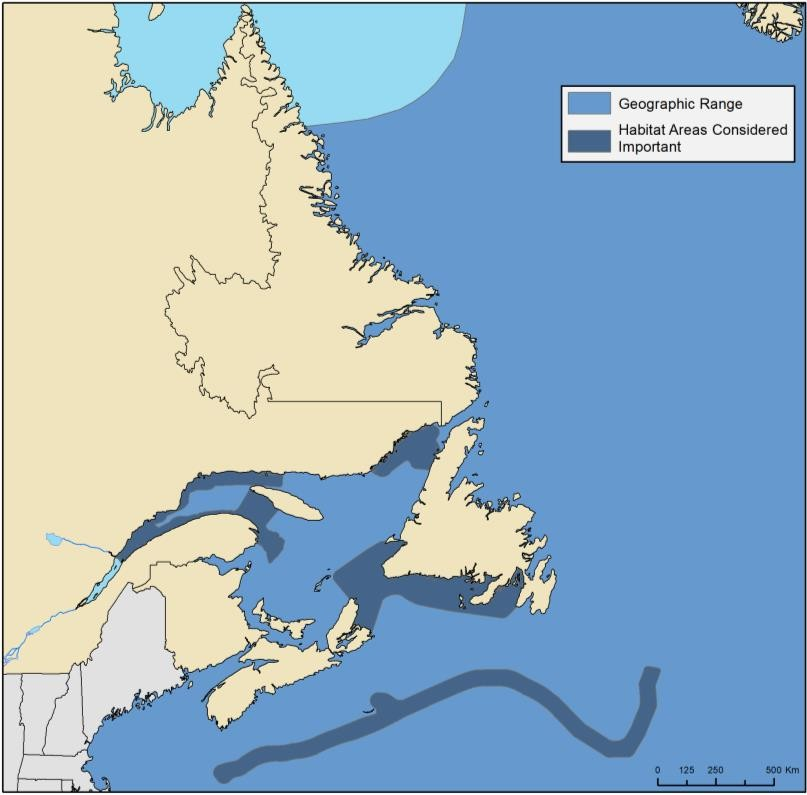 Geographic Range
Habitat Areas Considered
Important
0 125 250 500 Km